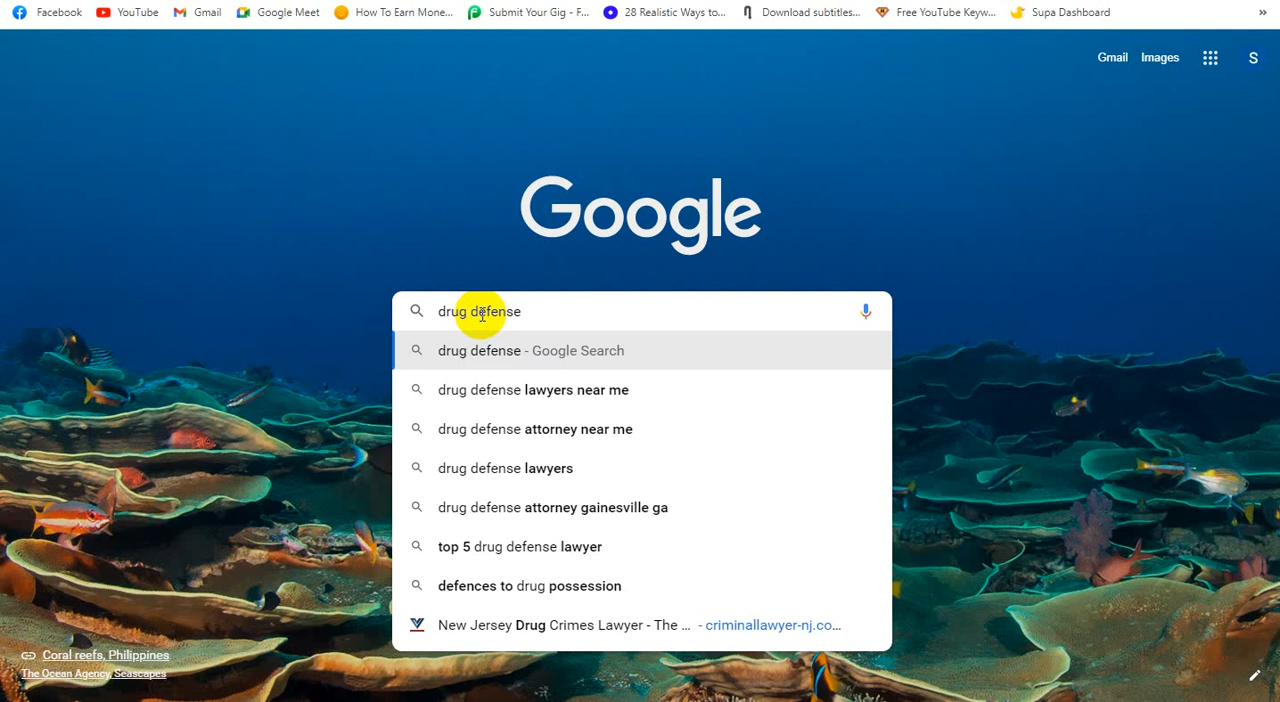 Facebook YouTube Gmail Google Meet How To Earn Mone... Submit Your Gig - F... 28 Realistic Ways to... Download subtitles... Free YouTube Keyw... Supa Dashboard »
Gmail Images S
Google
drug defense
drug defense - Google Search
drug defense lawyers near me
drug defense attorney near me
drug defense lawyers
drug defense attorney gainesville ga
top 5 drug defense lawyer
defences to drug possession
New Jersey Drug Crimes Lawyer - The ... - criminallawyer-nj.co...
Coral reefs, Philippines
The Ocean Agency, Seascapes